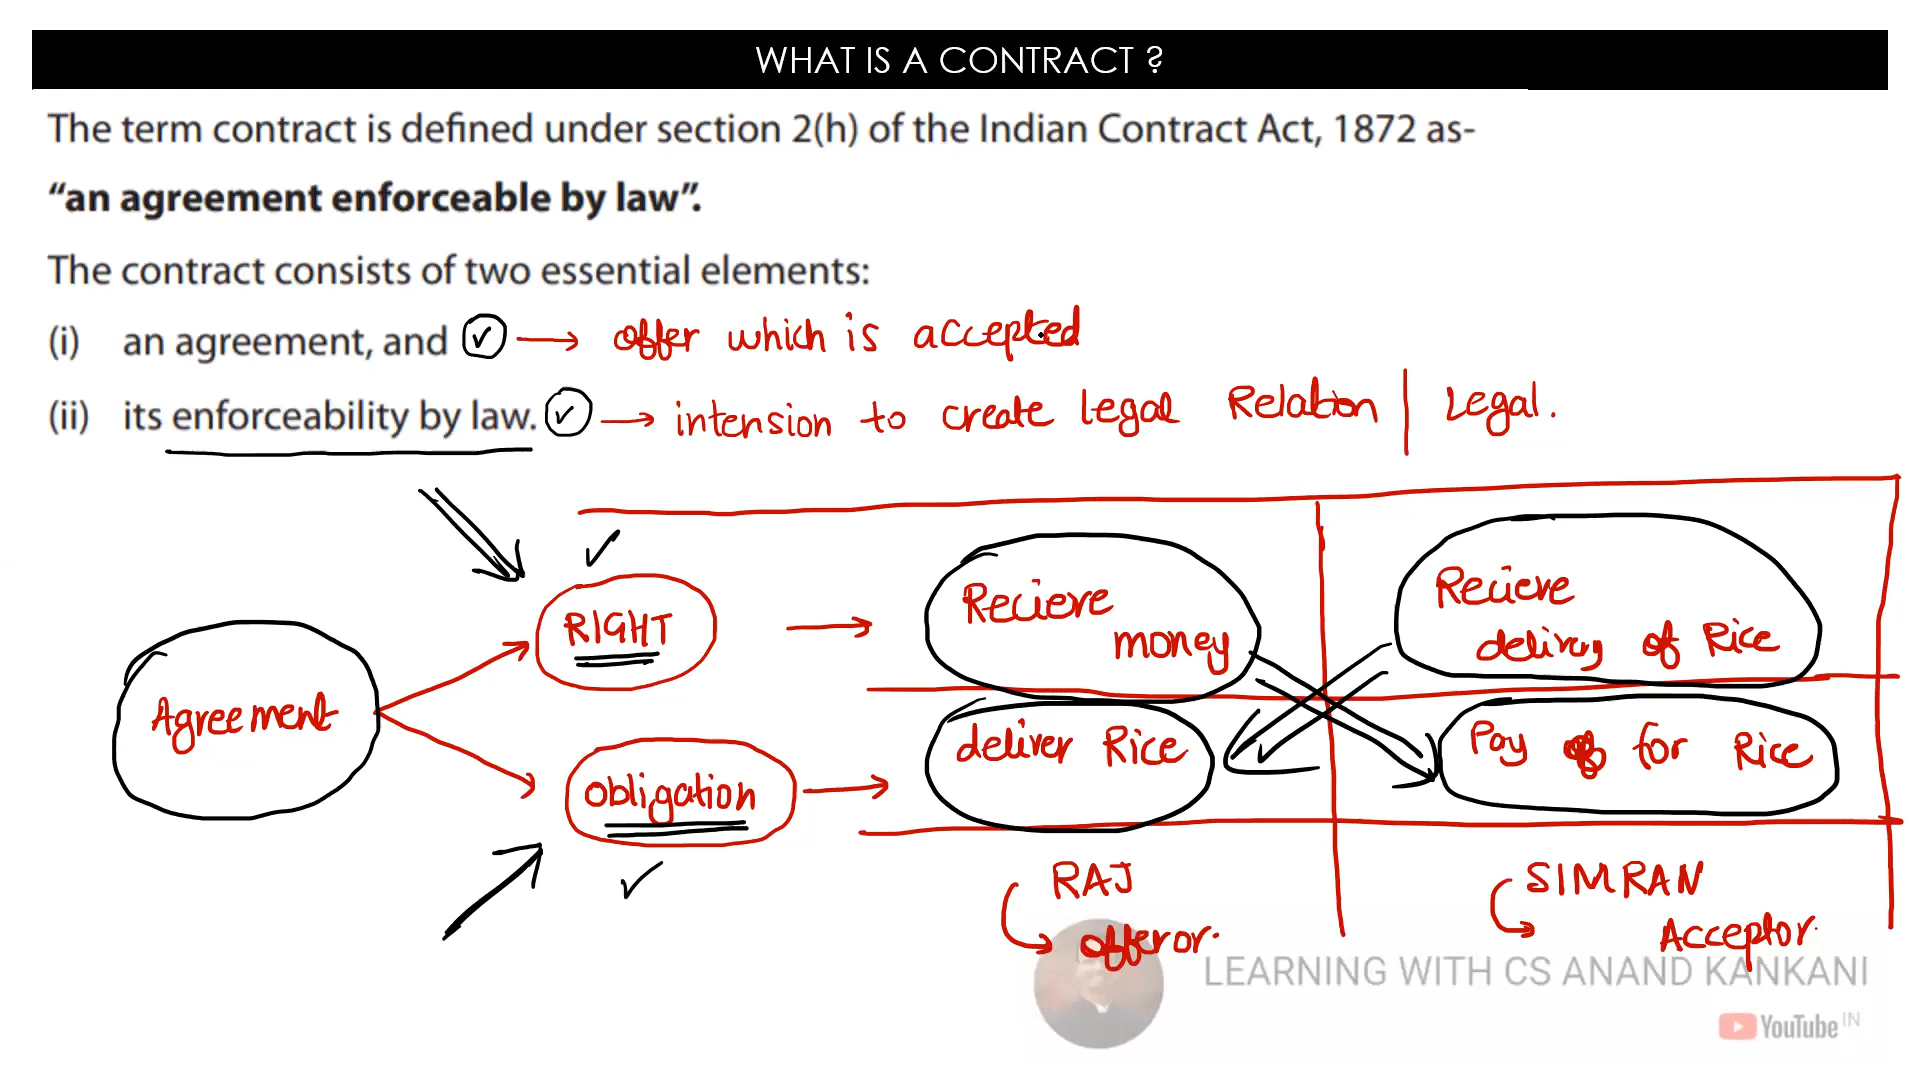 WHAT IS A CONTRACT ?
The term contract is defined under section 2(h) of the Indian Contract Act, 1872 as-
“an agreement enforceable by law”.
The contract consists of two essential elements:
(i) an agreement, and → offer which is accepted
(ii) its enforceability by law. → intension to create legal Relation | Legal.
RIGHT → Recieve money
Recieve delivery of Rice
Agreement
Obligation → deliver Rice
Pay for Rice
RAJ
SIMRAN
offeror.
Acceptor.
LEARNING WITH CS ANAND KANKANI
YouTube IN